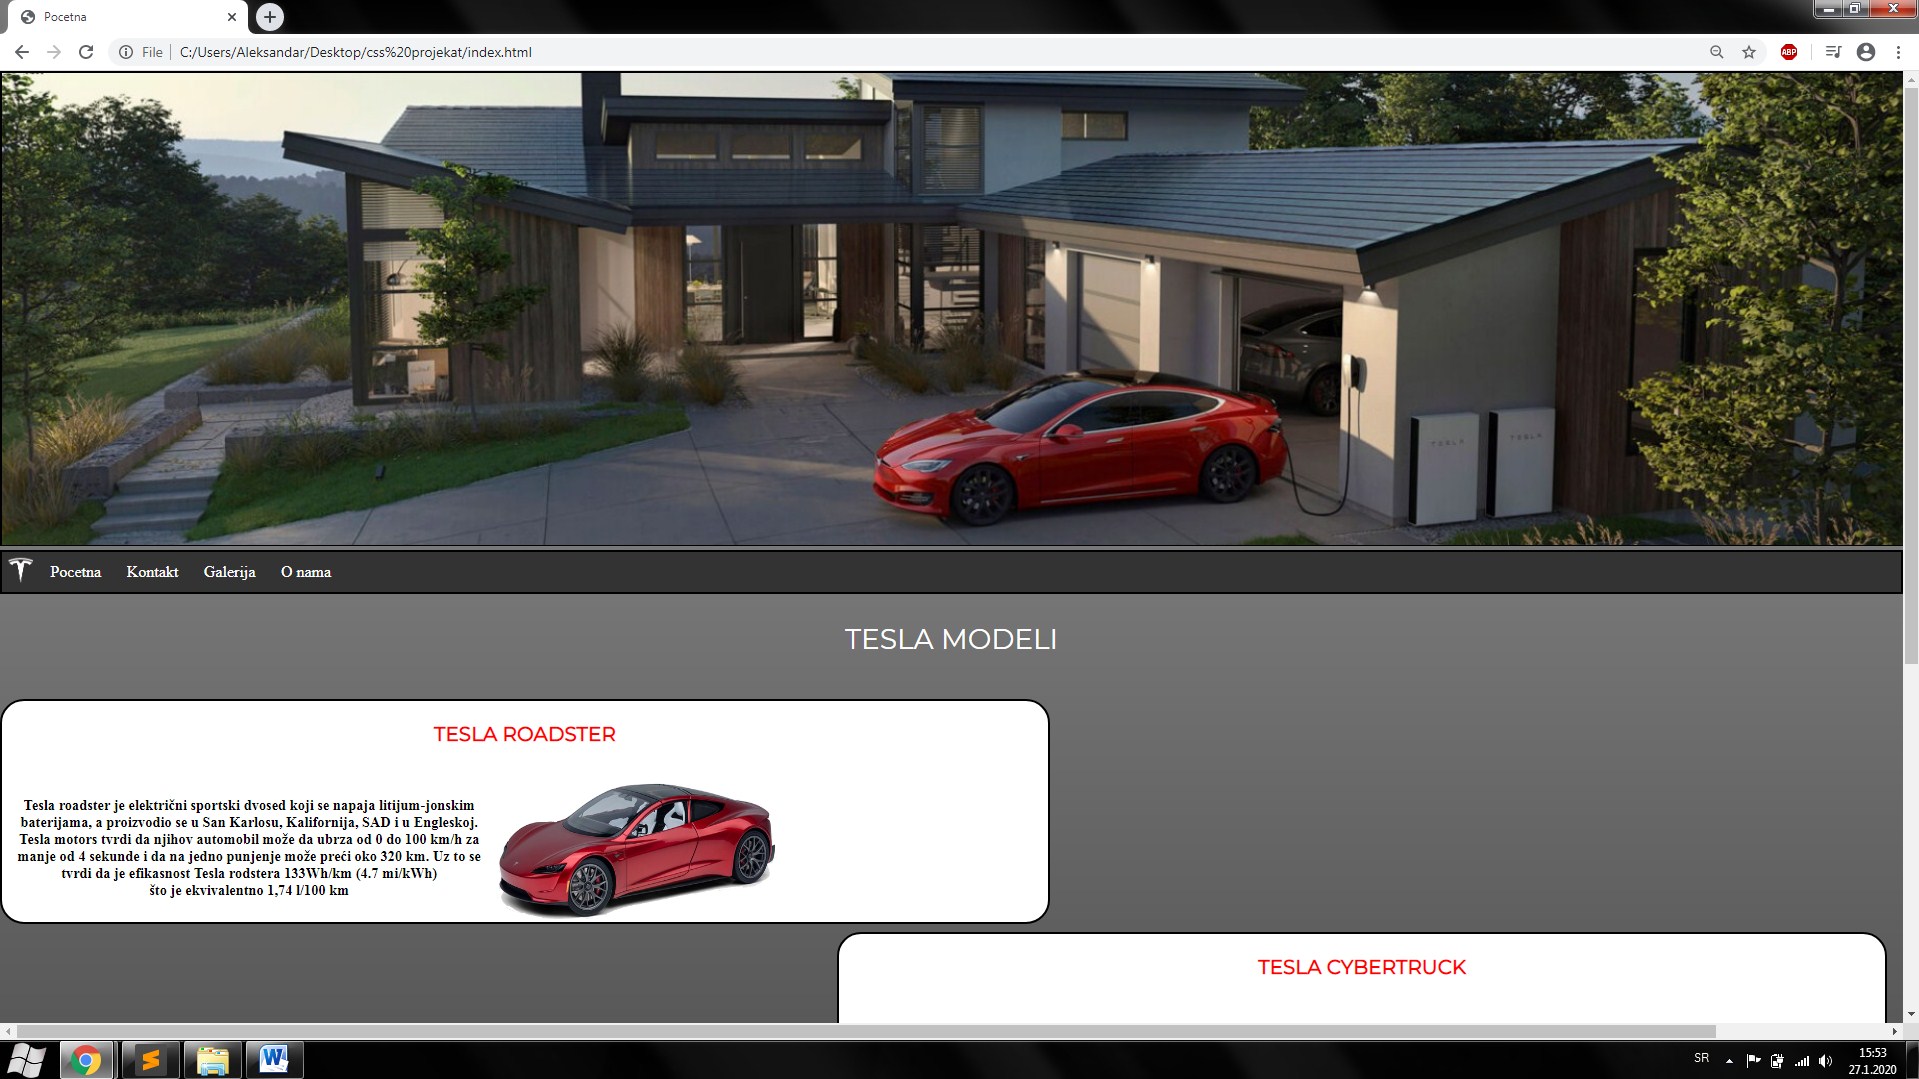 Pocetna
File
C:/Users/Aleksandar/Desktop/css%20projekat/index.html
ABP
TESLA
TESLA
Pocetna
Kontakt
Galerija
O nama
TESLA MODELI
TESLA ROADSTER
Tesla roadster je električni sportski dvosed koji se napaja litijum-jonskim
baterijama, a proizvodio se u San Karlosu, Kalifornija, SAD i u Engleskoj.
Tesla motors tvrdi da njihov automobil može da ubrza od 0 do 100 km/h za
manje od 4 sekunde i da na jedno punjenje može preći oko 320 km. Uz to se
tvrdi da je efikasnost Tesla rodstera 133Wh/km (4.7 mi/kWh)
što je ekvivalentno 1,74 l/100 km
TESLA CYBERTRUCK
SR
15:53
27.1.2020